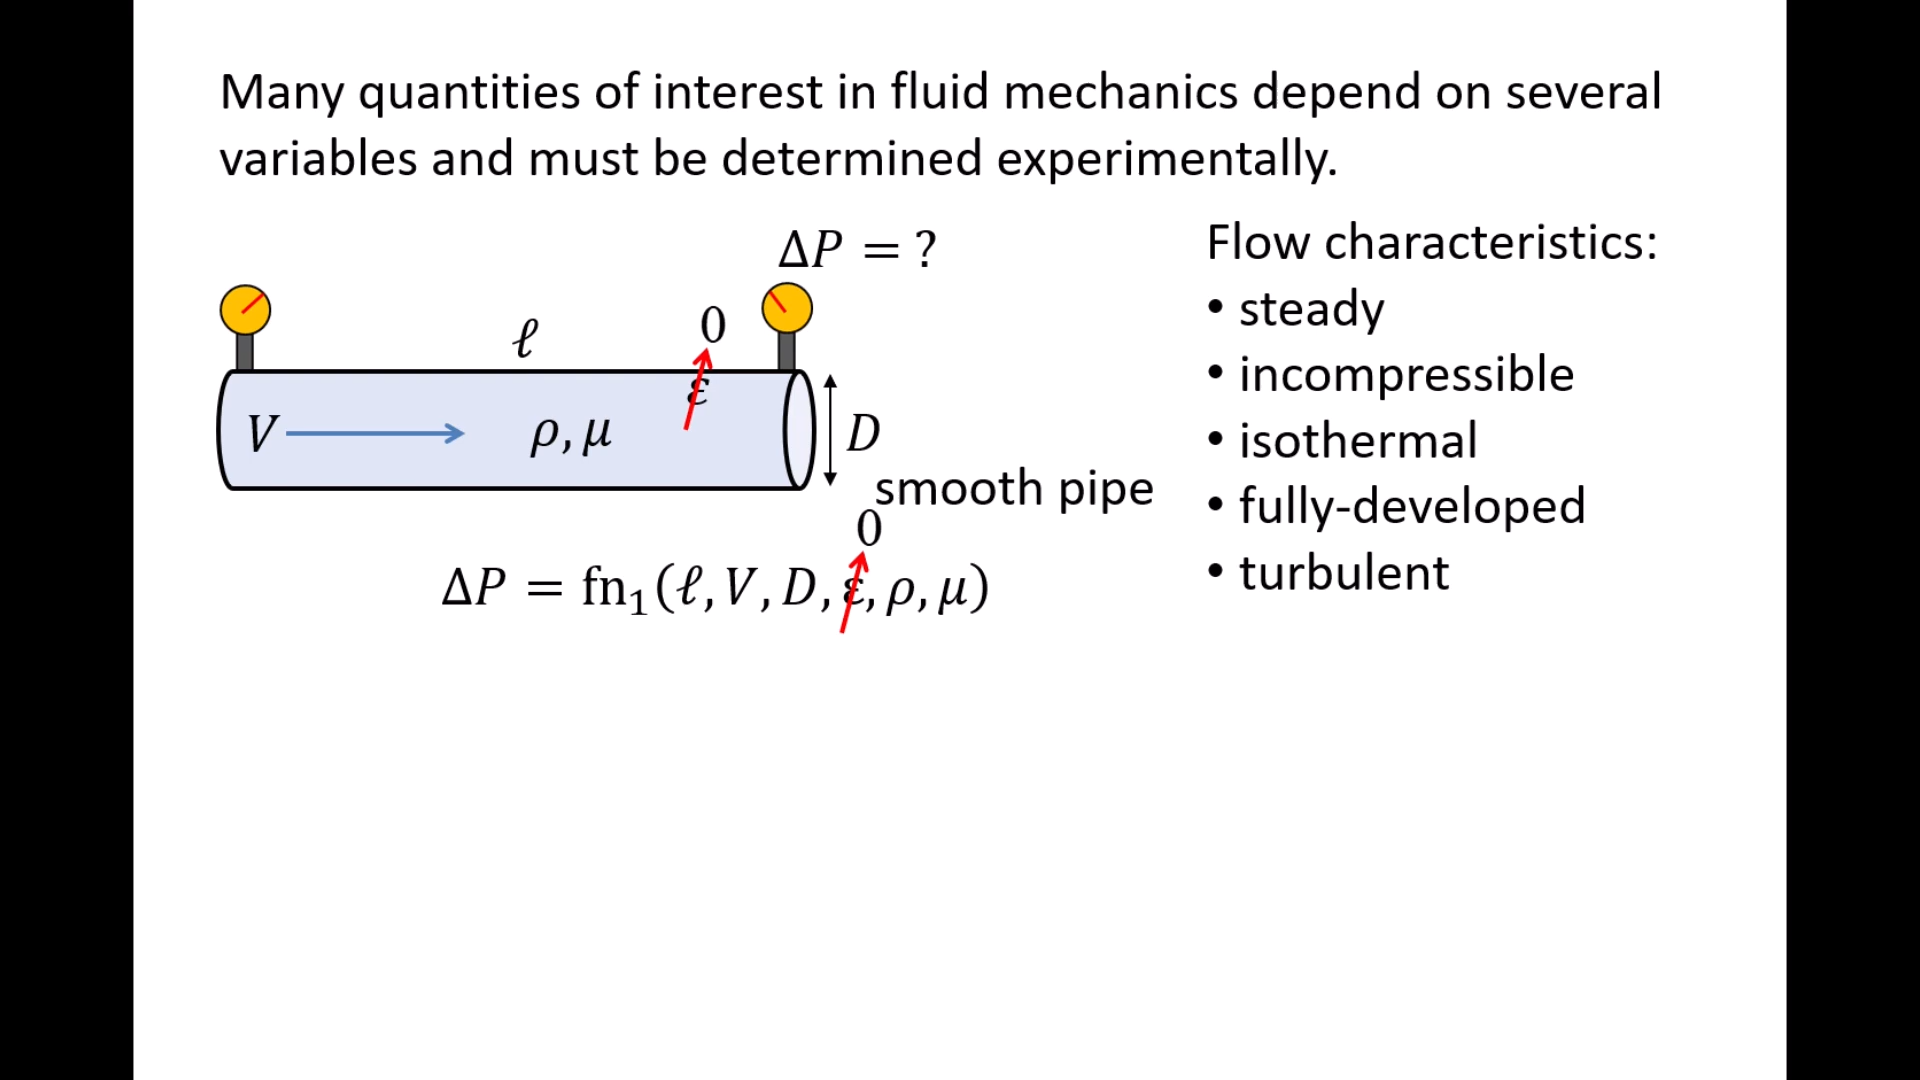 Many quantities of interest in fluid mechanics depend on several
variables and must be determined experimentally.
ΔP = ?
0
ℓ
ε
V
ρ, μ
D
smooth pipe
0
ΔP = fn₁(ℓ, V, D, ε, ρ, μ)
Flow characteristics:
• steady
• incompressible
• isothermal
• fully-developed
• turbulent